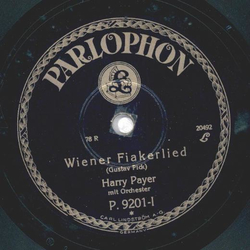 PARLOPHON
£
78 R
20492
Wiener Fiakerlied
(Gustav Pick)
Harry Payer
mit Orchester
P. 9201-I
CARL LINDSTRÖM A.-G.